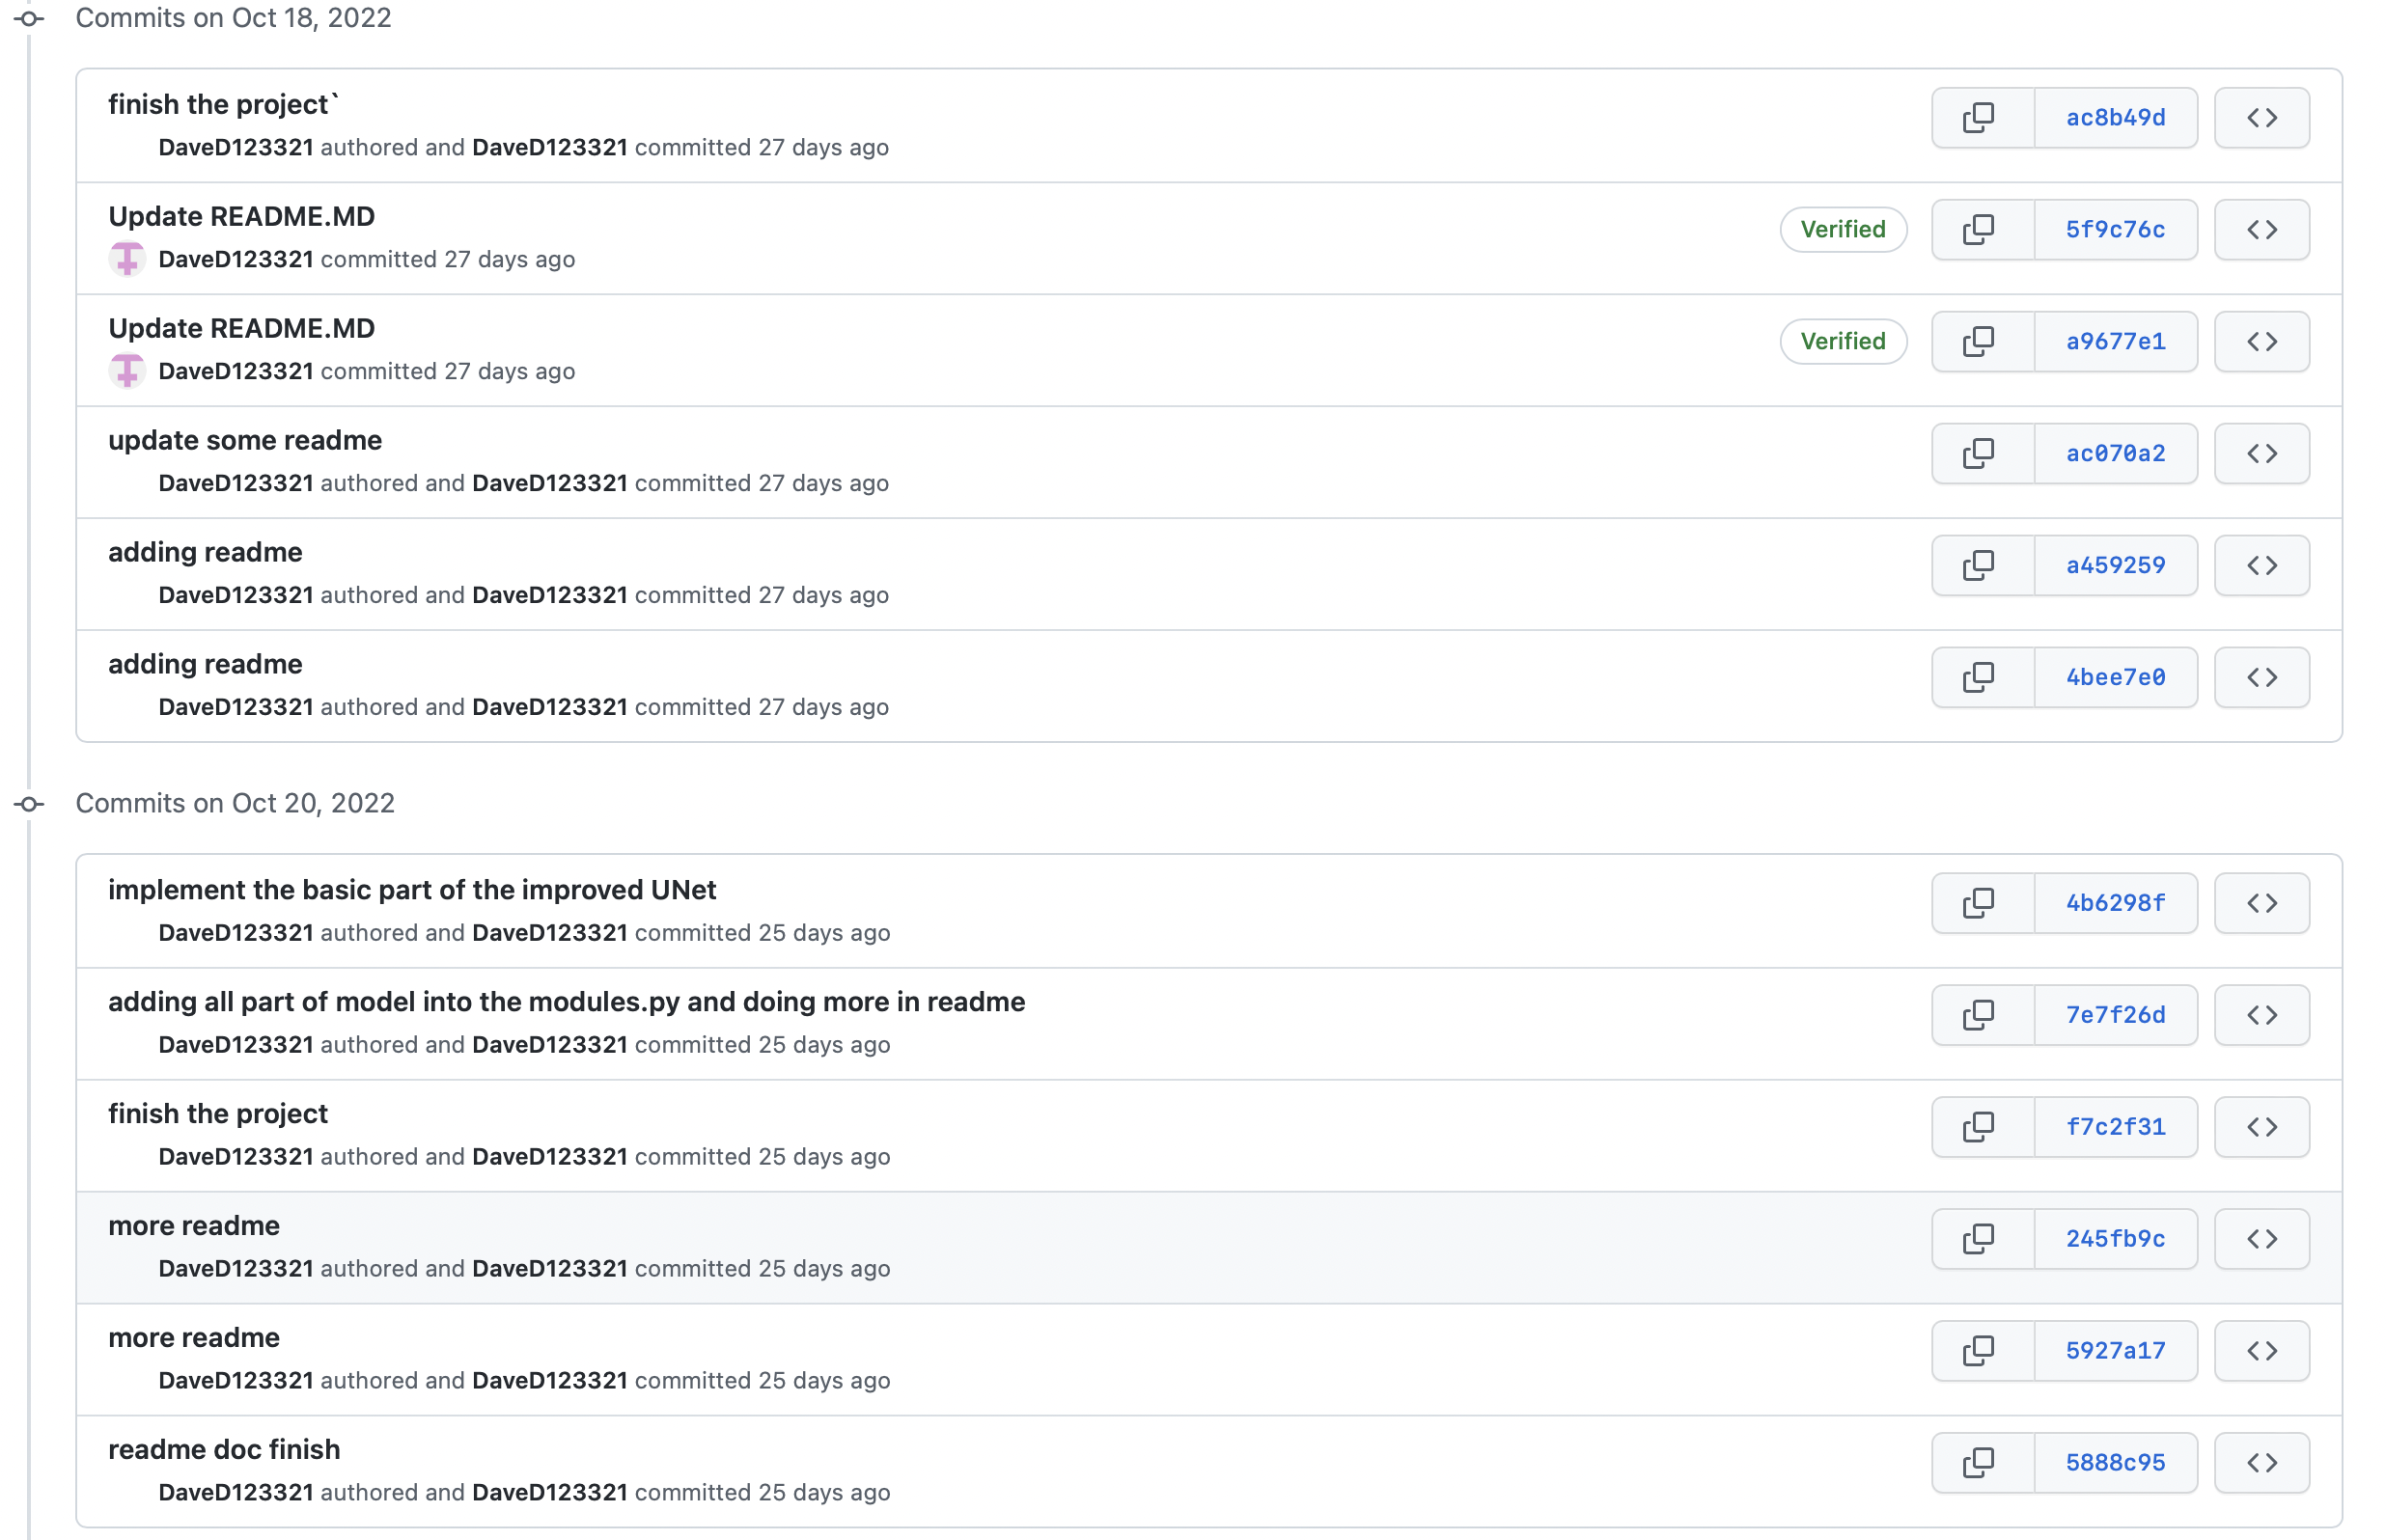 Commits on Oct 18, 2022
finish the project`
DaveD123321 authored and DaveD123321 committed 27 days ago
ac8b49d
Update README.MD
DaveD123321 committed 27 days ago
Verified
5f9c76c
Update README.MD
DaveD123321 committed 27 days ago
Verified
a9677e1
update some readme
DaveD123321 authored and DaveD123321 committed 27 days ago
ac070a2
adding readme
DaveD123321 authored and DaveD123321 committed 27 days ago
a459259
adding readme
DaveD123321 authored and DaveD123321 committed 27 days ago
4bee7e0
Commits on Oct 20, 2022
implement the basic part of the improved UNet
DaveD123321 authored and DaveD123321 committed 25 days ago
4b6298f
adding all part of model into the modules.py and doing more in readme
DaveD123321 authored and DaveD123321 committed 25 days ago
7e7f26d
finish the project
DaveD123321 authored and DaveD123321 committed 25 days ago
f7c2f31
more readme
DaveD123321 authored and DaveD123321 committed 25 days ago
245fb9c
more readme
DaveD123321 authored and DaveD123321 committed 25 days ago
5927a17
readme doc finish
DaveD123321 authored and DaveD123321 committed 25 days ago
5888c95